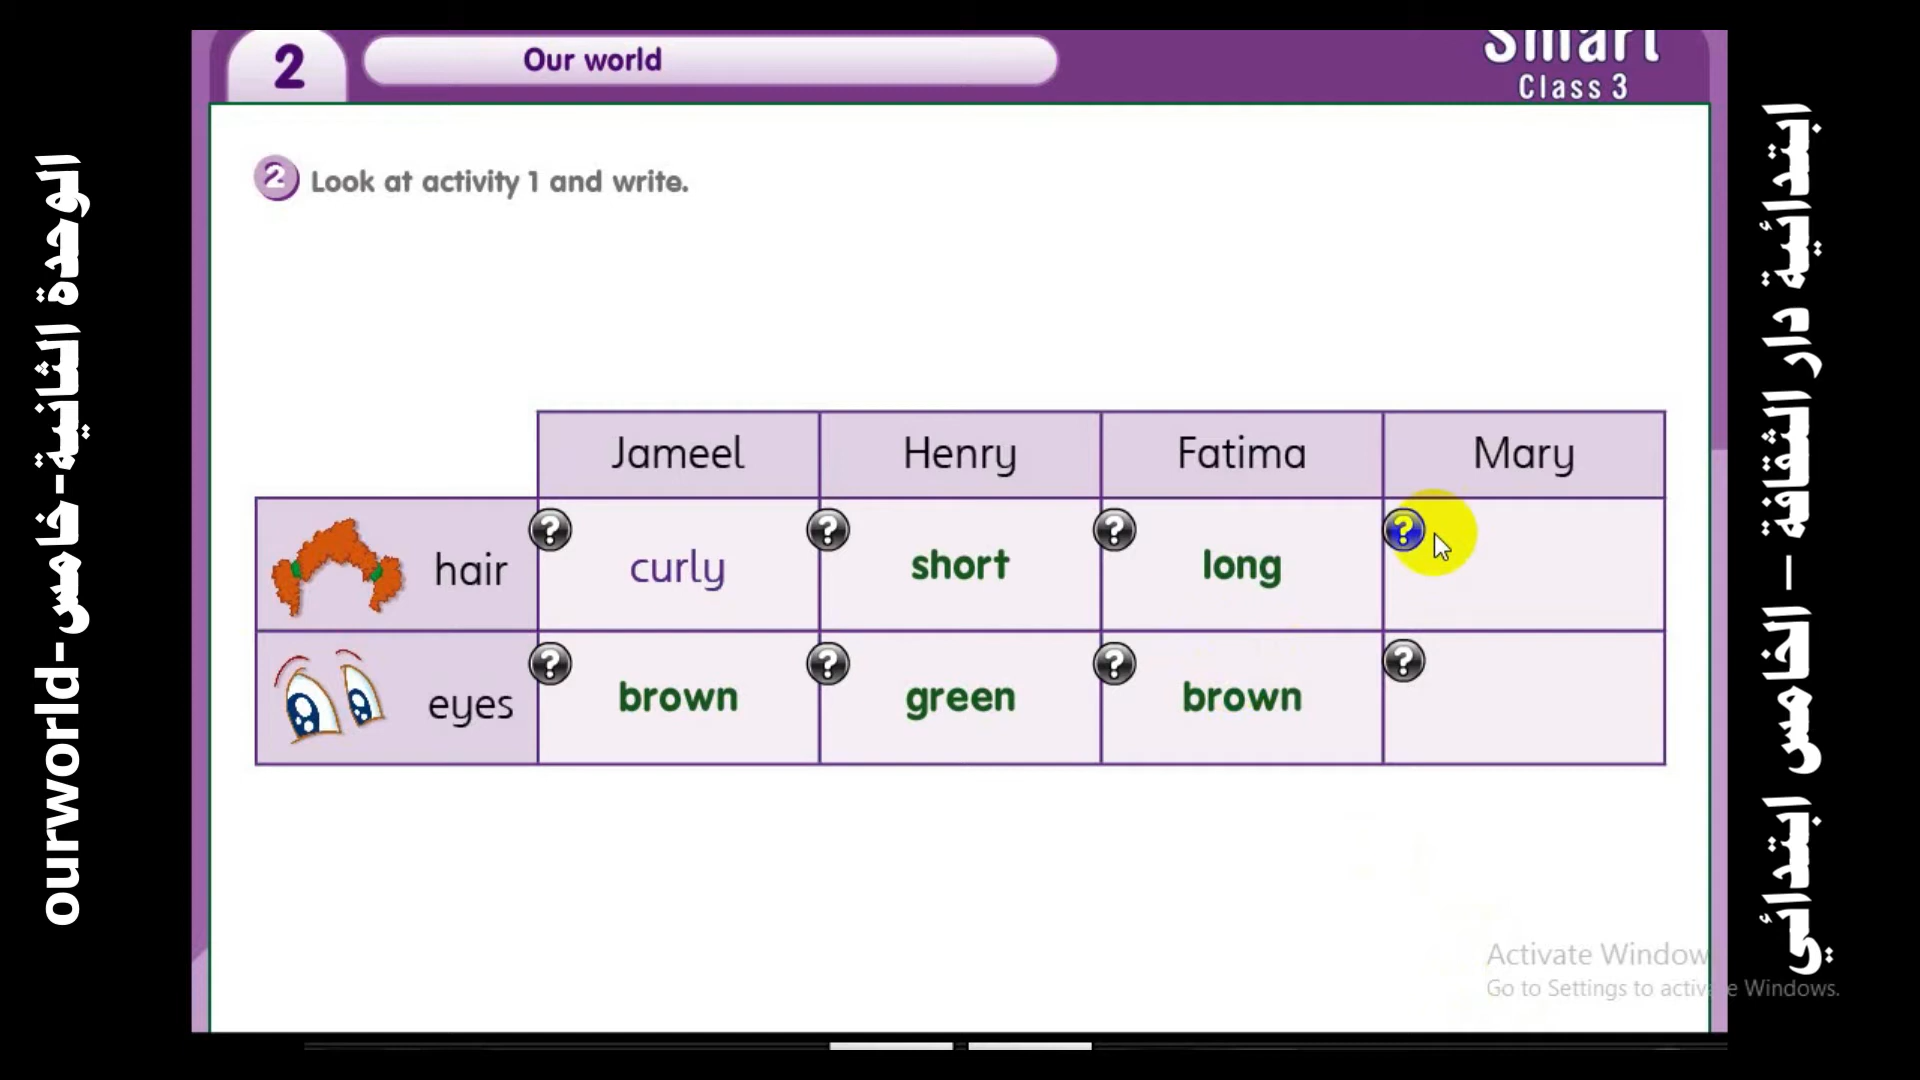 2
Our world
Smart
Class 3
2 Look at activity 1 and write.
Jameel Henry Fatima Mary
hair ? curly ? short ? long ?
eyes ? brown ? green ? brown ?
Activate Window
Go to Settings to activate Windows.
الوحدة الثانية-خامس-ourworld
ابتدائية دار الثقافة – الخامس ابتدائي